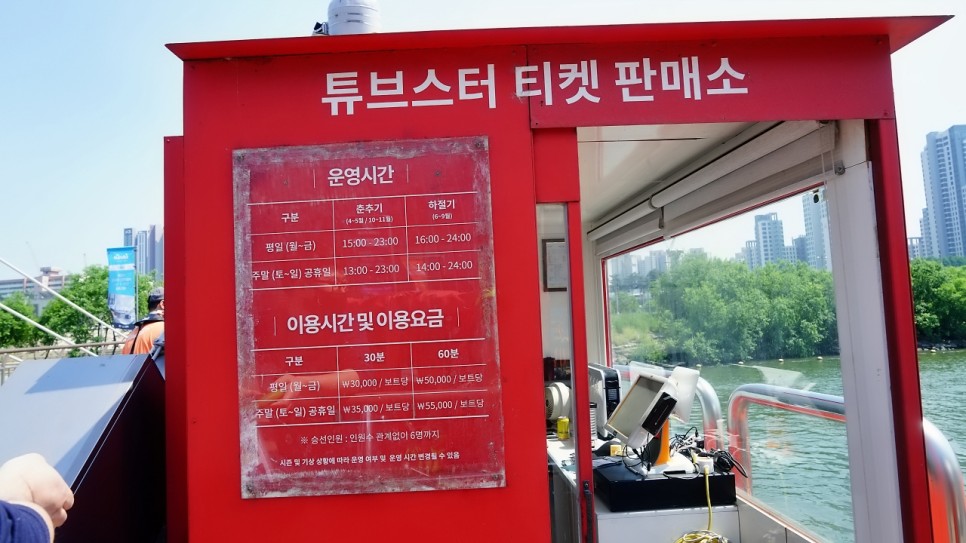 튜브스터 티켓 판매소
운영시간
구분 춘추기 (4~5월 / 10~11월) 하절기 (6~9월)
평일 (월~금) 15:00 - 23:00 16:00 - 24:00
주말 (토~일) 공휴일 13:00 - 23:00 14:00 - 24:00
이용시간 및 이용요금
구분 30분 60분
평일 (월~금) ₩30,000 / 보트당 ₩50,000 / 보트당
주말 (토~일) 공휴일 ₩35,000 / 보트당 ₩55,000 / 보트당
※ 승선인원 : 인원수 관계없이 6명까지
시즌 및 기상 상황에 따라 운영 여부 및 운영 시간 변경될 수 있음